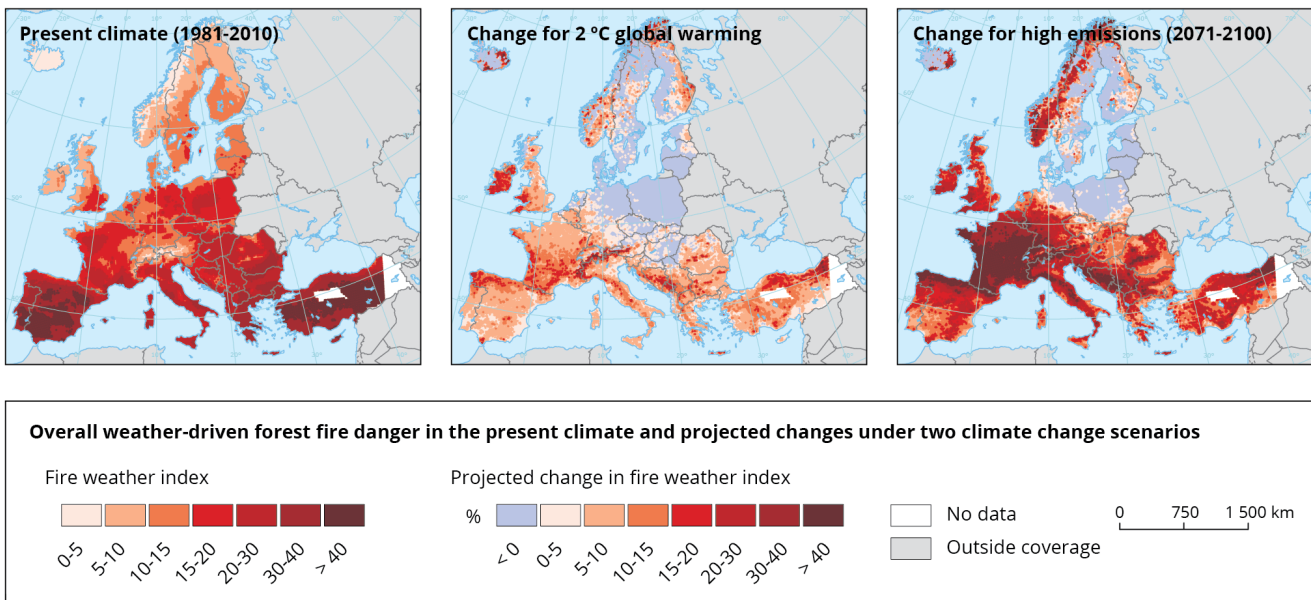 Present climate (1981-2010)
Change for 2 ºC global warming
Change for high emissions (2071-2100)
Overall weather-driven forest fire danger in the present climate and projected changes under two climate change scenarios
Fire weather index
0-5
5-10
10-15
15-20
20-30
30-40
> 40
Projected change in fire weather index
%
< 0
0-5
5-10
10-15
15-20
20-30
30-40
> 40
No data
Outside coverage
0 750 1 500 km